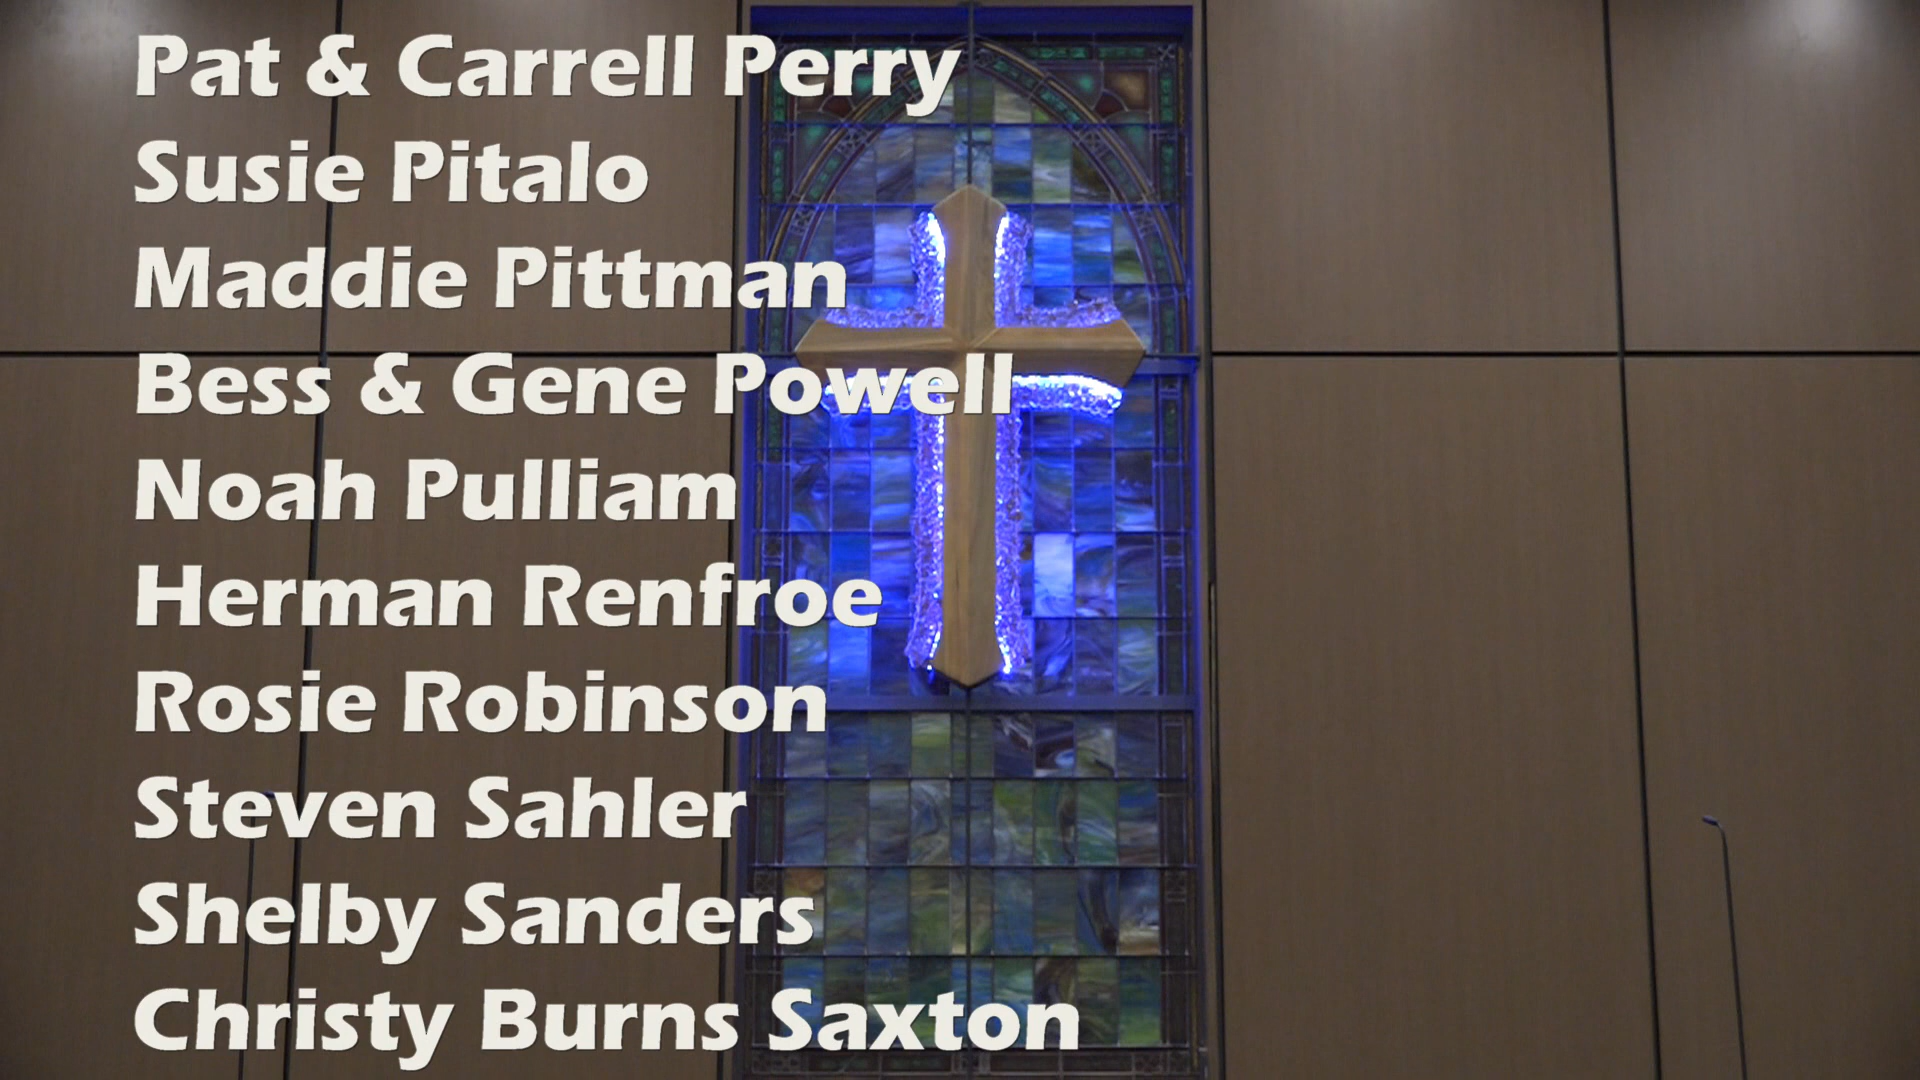 Pat & Carrell Perry
Susie Pitalo
Maddie Pittman
Bess & Gene Powell
Noah Pulliam
Herman Renfroe
Rosie Robinson
Steven Sahler
Shelby Sanders
Christy Burns Saxton